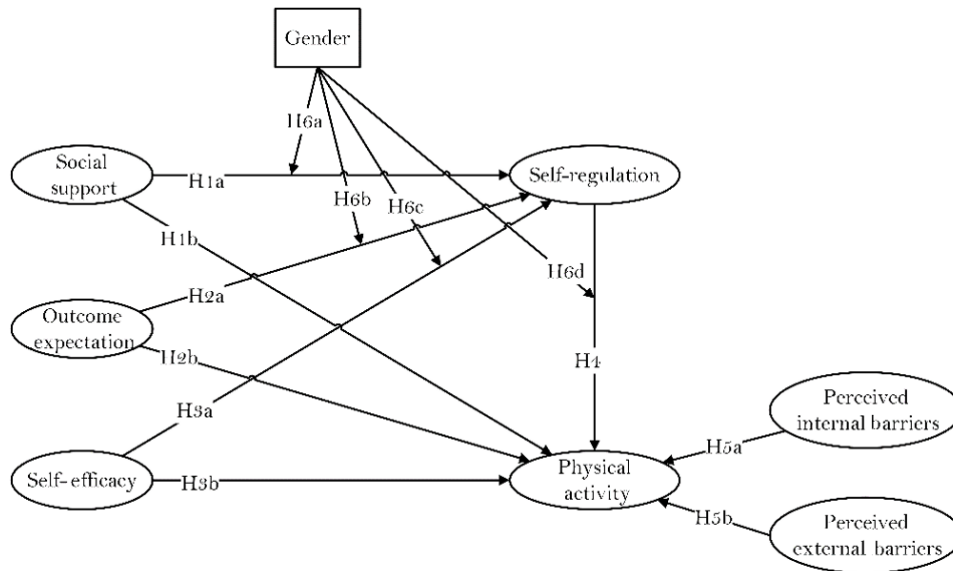 Gender
H6a
Social
support
H1a
Self-regulation
H6b
H6c
H1b
H6d
H2a
Outcome
expectation
H2b
H4
H3a
Perceived
internal barriers
H5a
Self-efficacy
H3b
Physical
activity
H5b
Perceived
external barriers